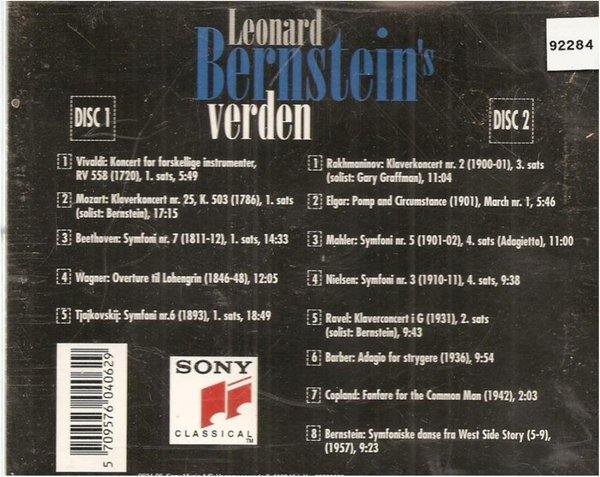 Leonard
Bernstein's
verden
92284
DISC 1
1 Vivaldi: Koncert for forskellige instrumenter,
RV 558 (1720), 1. sats, 5:49
2 Mozart: Klaverkoncert nr. 25, K. 503 (1786), 1. sats
(solist: Bernstein), 17:15
3 Beethoven: Symfoni nr. 7 (1811-12), 1. sats, 14:33
4 Wagner: Overture til Lohengrin (1846-48), 12:05
5 Tjajkovskij: Symfoni nr.6 (1893), 1. sats, 18:49
DISC 2
1 Rakhmaninov: Klaverkoncert nr. 2 (1900-01), 3. sats
(solist: Gary Graffman), 11:04
2 Elgar: Pomp and Circumstance (1901), March nr. 1, 5:46
3 Mahler: Symfoni nr. 5 (1901-02), 4. sats (Adagietto), 11:00
4 Nielsen: Symfoni nr. 3 (1910-11), 4. sats, 9:38
5 Ravel: Klaverconcert i G (1931), 2. sats
(solist: Bernstein), 9:43
6 Barber: Adagio for strygere (1936), 9:54
7 Copland: Fanfare for the Common Man (1942), 2:03
8 Bernstein: Symfoniske danse fra West Side Story (5-9),
(1957), 9:23
5 709576 040629
SONY
CLASSICAL™